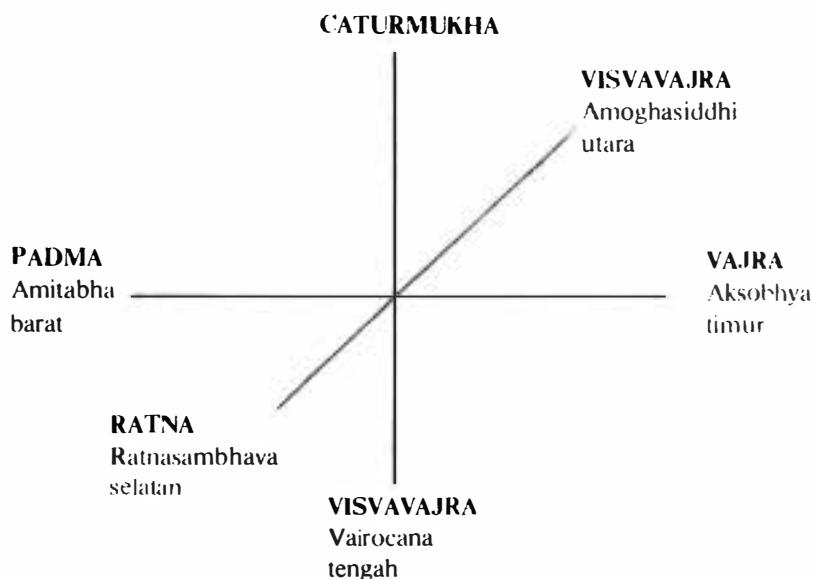 CATURMUKHA
VISVAVAJRA
Amoghasiddhi
utara
PADMA
Amitabha
barat
VAJRA
Aksobhya
timur
RATNA
Ratnasambhava
selatan
VISVAVAJRA
Vairocana
tengah